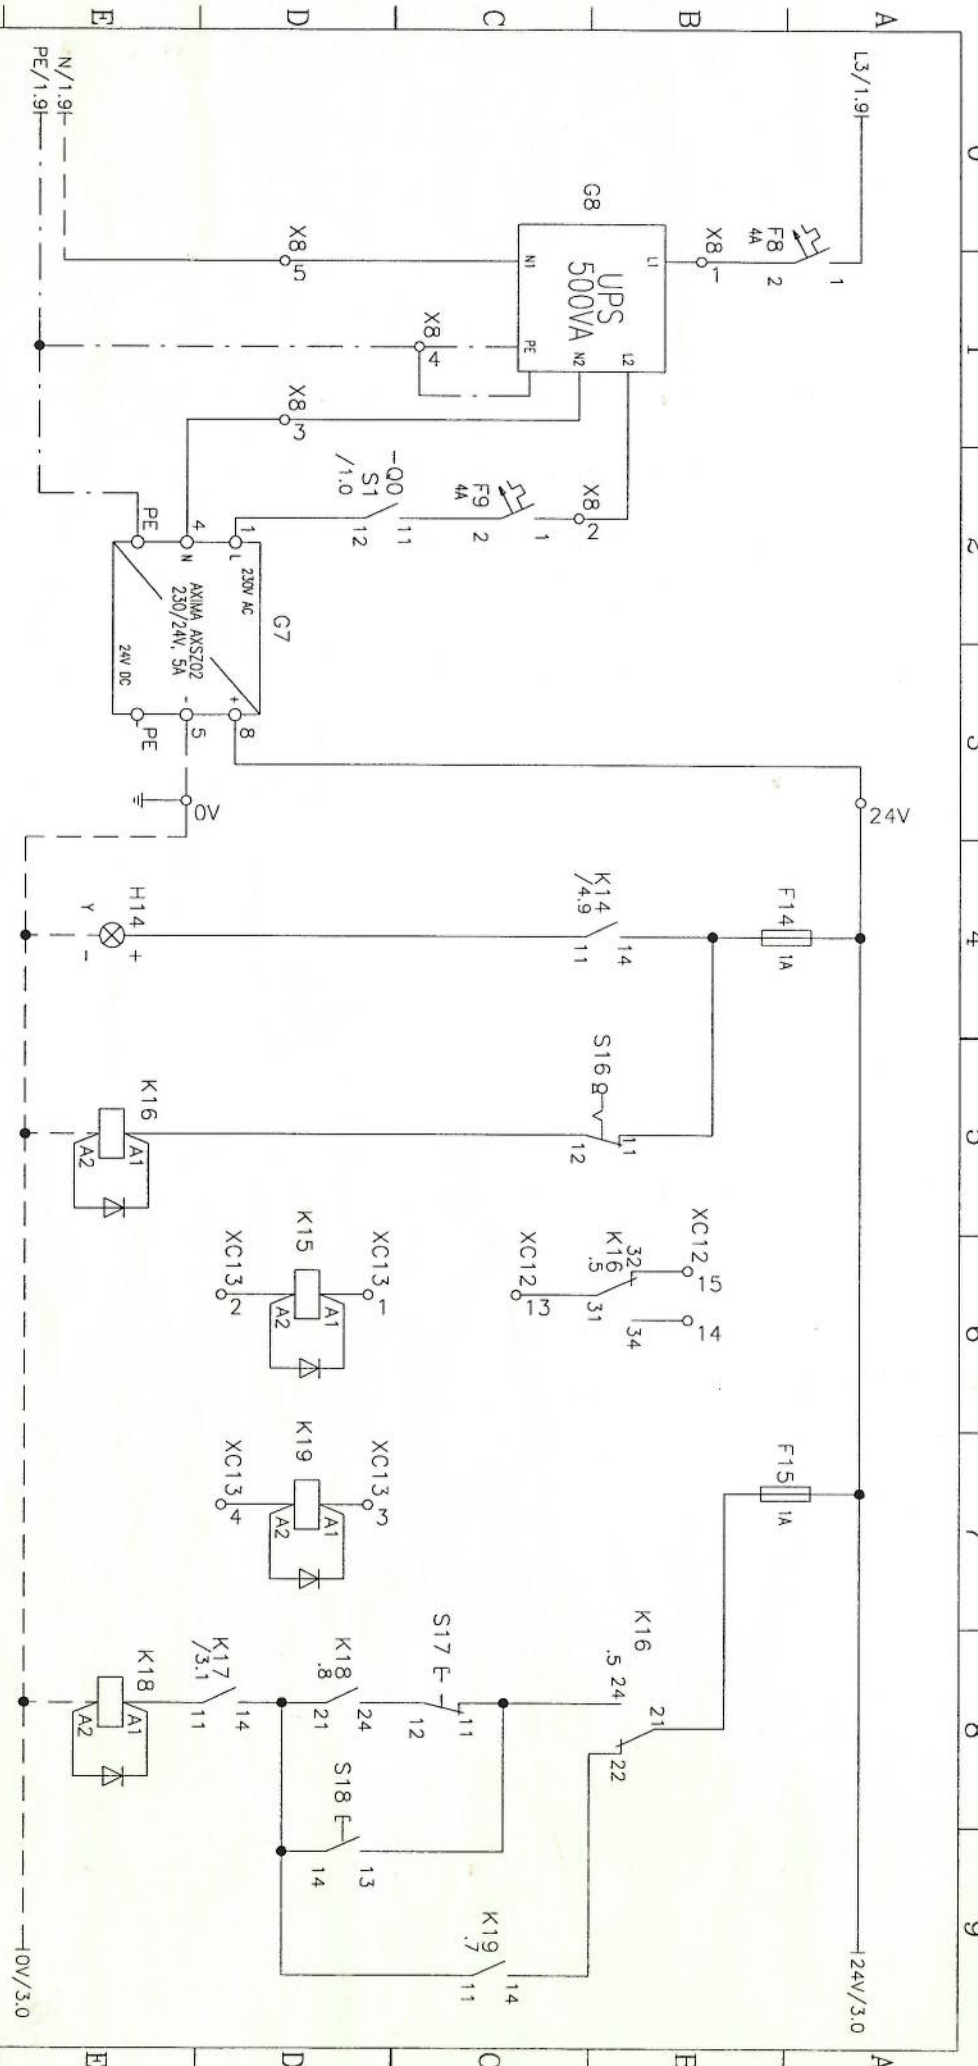 0
1
2
3
4
5
6
7
8
9
A
B
C
D
E
A
B
C
D
E
L3/1.9
N/1.9
PE/1.9
F8
4A
1
2
X8
1
G8
UPS
500VA
L1
N1
PE
N2
L2
X8
5
X8
4
X8
3
X8
2
F9
4A
1
2
-Q0
S1
/1.0
11
12
G7
1
4
PE
L
N
230V AC
AXIMA AXSZ02
230/24V, 5A
24V DC
+
-
8
5
PE
0V
24V
F14
1A
K14
/4.9
14
11
H14
Y
+
-
S16
11
12
K16
A1
A2
XC12
15
14
K16
.5
32
31
34
XC12
13
XC13
1
K15
A1
A2
XC13
2
XC13
3
K19
A1
A2
XC13
4
F15
1A
K16
.5
24
21
22
S17
11
12
K18
.8
24
21
S18
13
14
K19
.7
14
11
K17
/3.1
14
11
K18
A1
A2
24V/3.0
0V/3.0